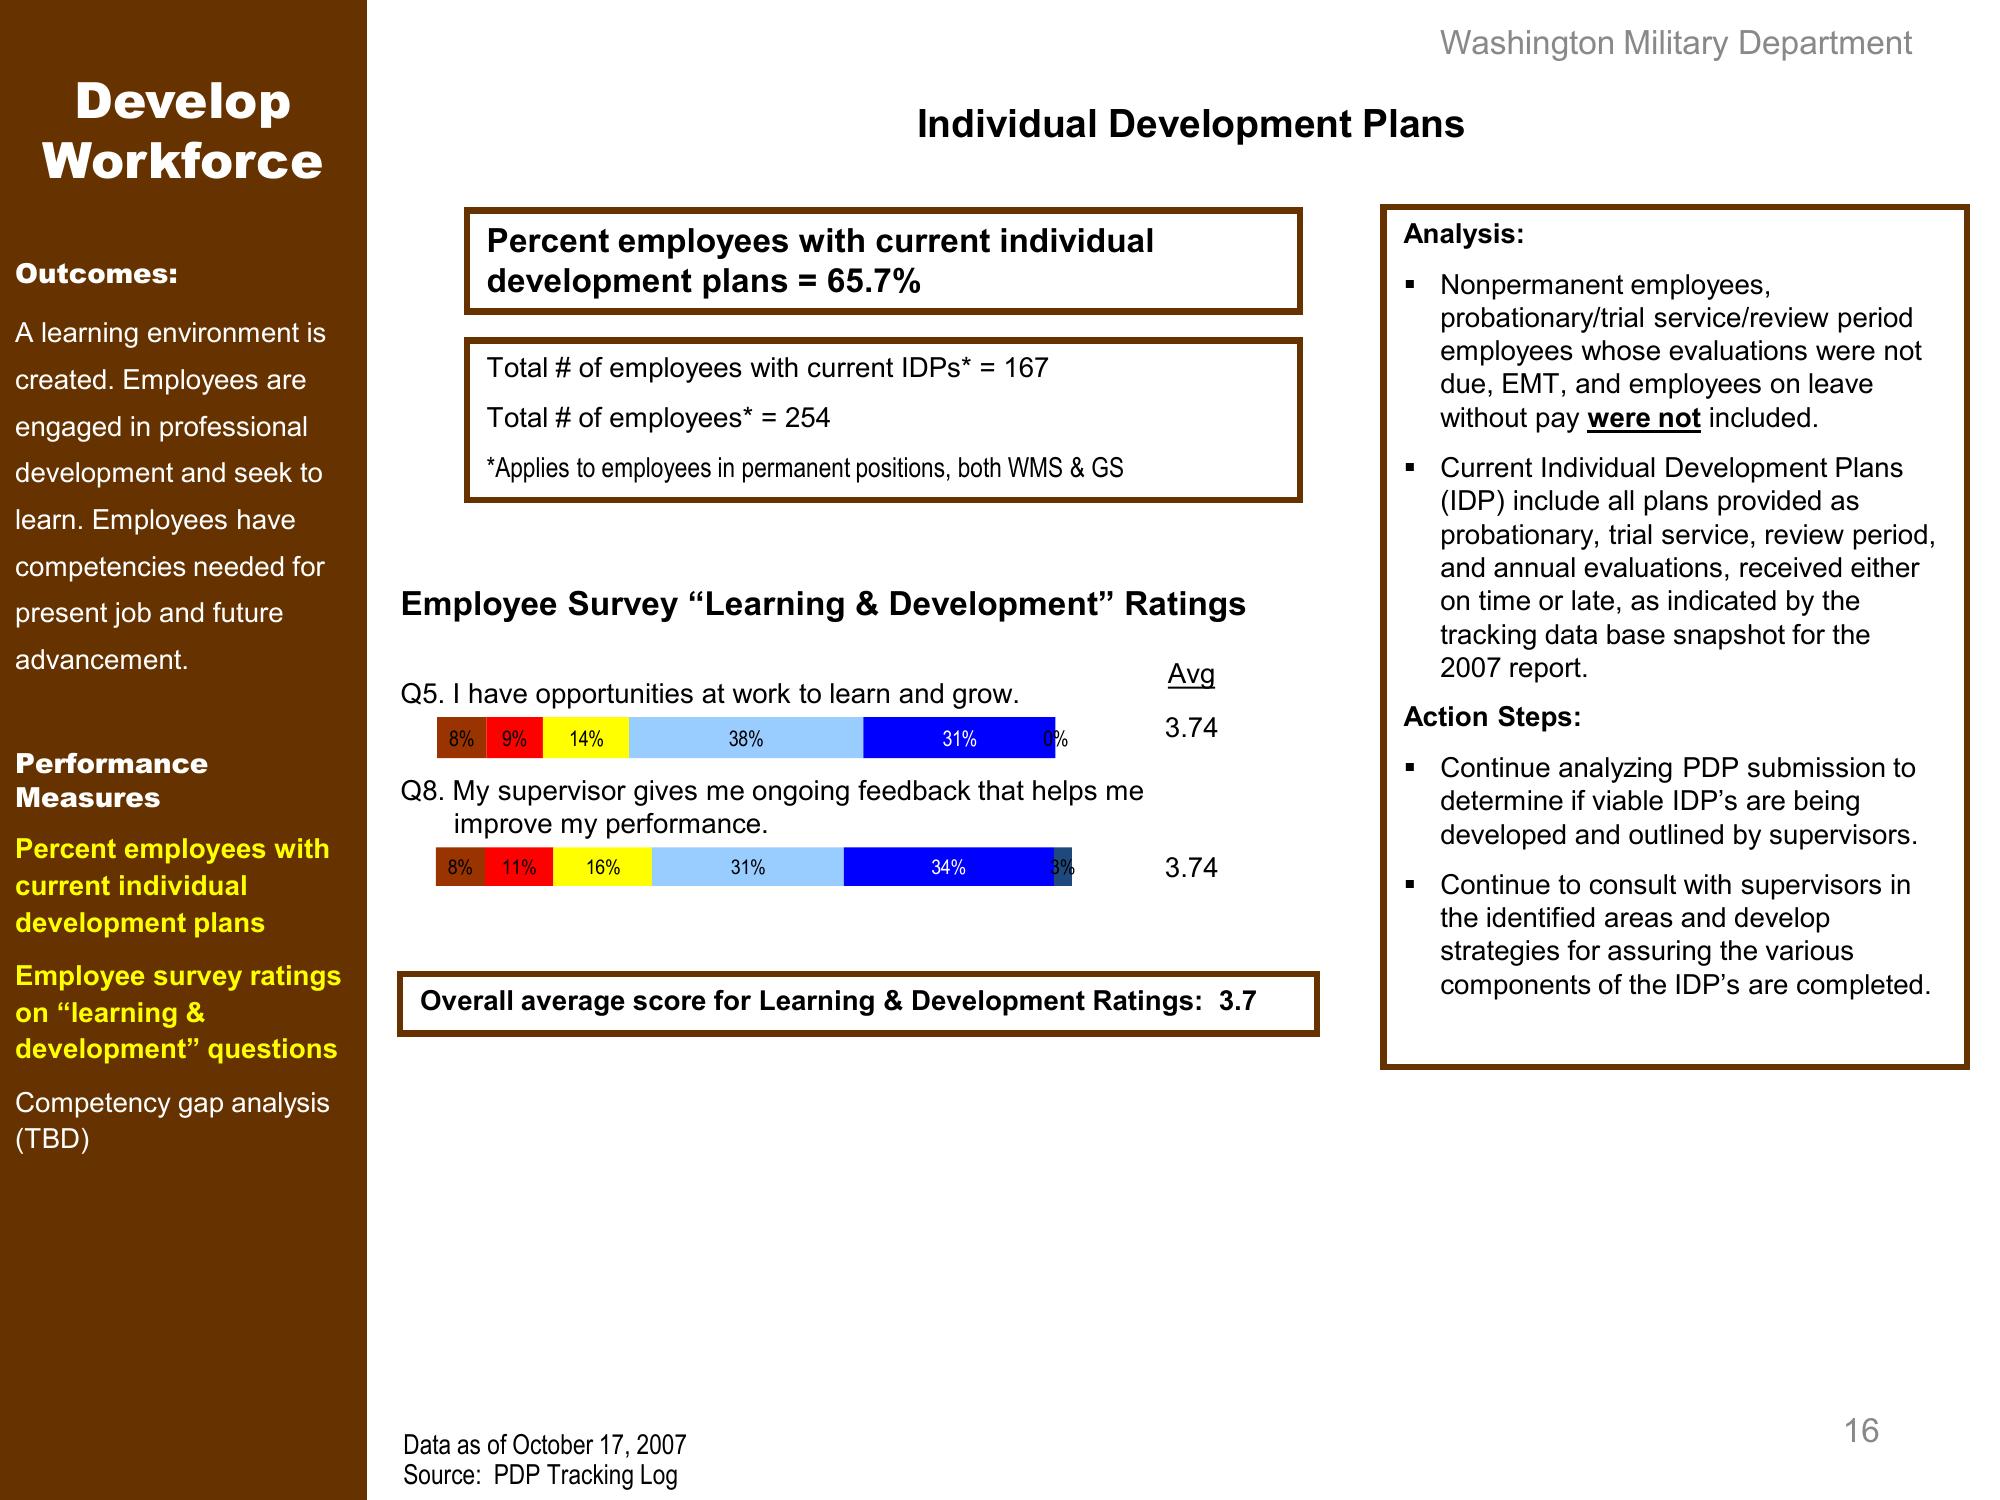 Washington Military Department
Develop
Workforce
Outcomes:
A learning environment is
created. Employees are
engaged in professional
development and seek to
learn. Employees have
competencies needed for
present job and future
advancement.
Performance
Measures
Percent employees with
current individual
development plans
Employee survey ratings
on “learning &
development” questions
Competency gap analysis
(TBD)
Individual Development Plans
Percent employees with current individual
development plans = 65.7%
Total # of employees with current IDPs* = 167
Total # of employees* = 254
*Applies to employees in permanent positions, both WMS & GS
Employee Survey “Learning & Development” Ratings
Avg
Q5. I have opportunities at work to learn and grow.
8% 9% 14% 38% 31% 0%
3.74
Q8. My supervisor gives me ongoing feedback that helps me
improve my performance.
8% 11% 16% 31% 34% 3%
3.74
Overall average score for Learning & Development Ratings: 3.7
Analysis:
▪ Nonpermanent employees,
probationary/trial service/review period
employees whose evaluations were not
due, EMT, and employees on leave
without pay were not included.
▪ Current Individual Development Plans
(IDP) include all plans provided as
probationary, trial service, review period,
and annual evaluations, received either
on time or late, as indicated by the
tracking data base snapshot for the
2007 report.
Action Steps:
▪ Continue analyzing PDP submission to
determine if viable IDP’s are being
developed and outlined by supervisors.
▪ Continue to consult with supervisors in
the identified areas and develop
strategies for assuring the various
components of the IDP’s are completed.
Data as of October 17, 2007
Source: PDP Tracking Log
16